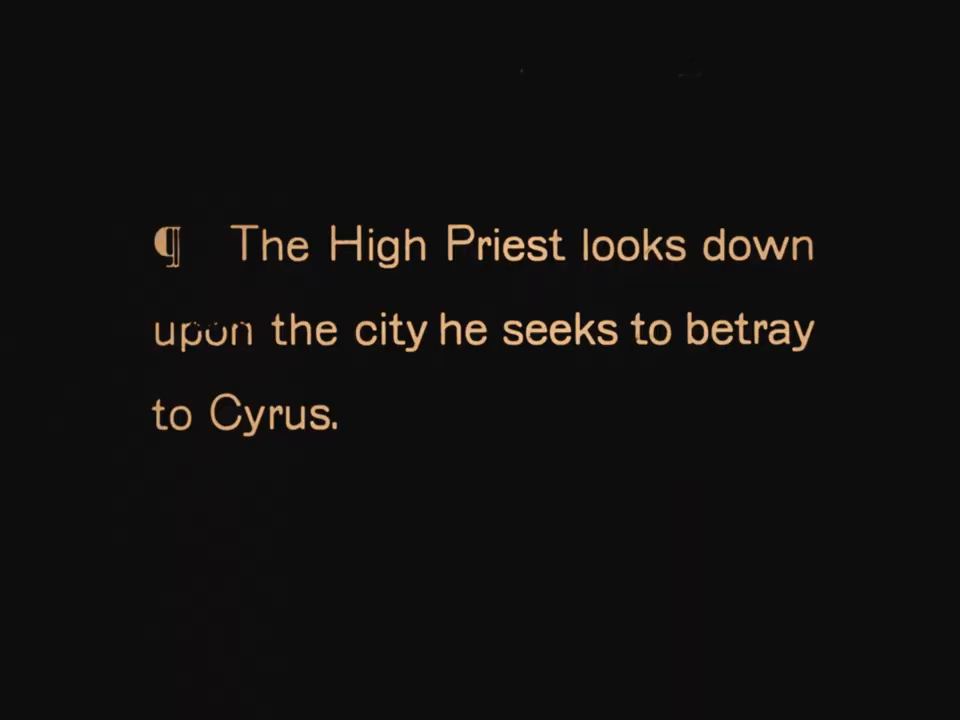 ¶ The High Priest looks down
upon the city he seeks to betray
to Cyrus.